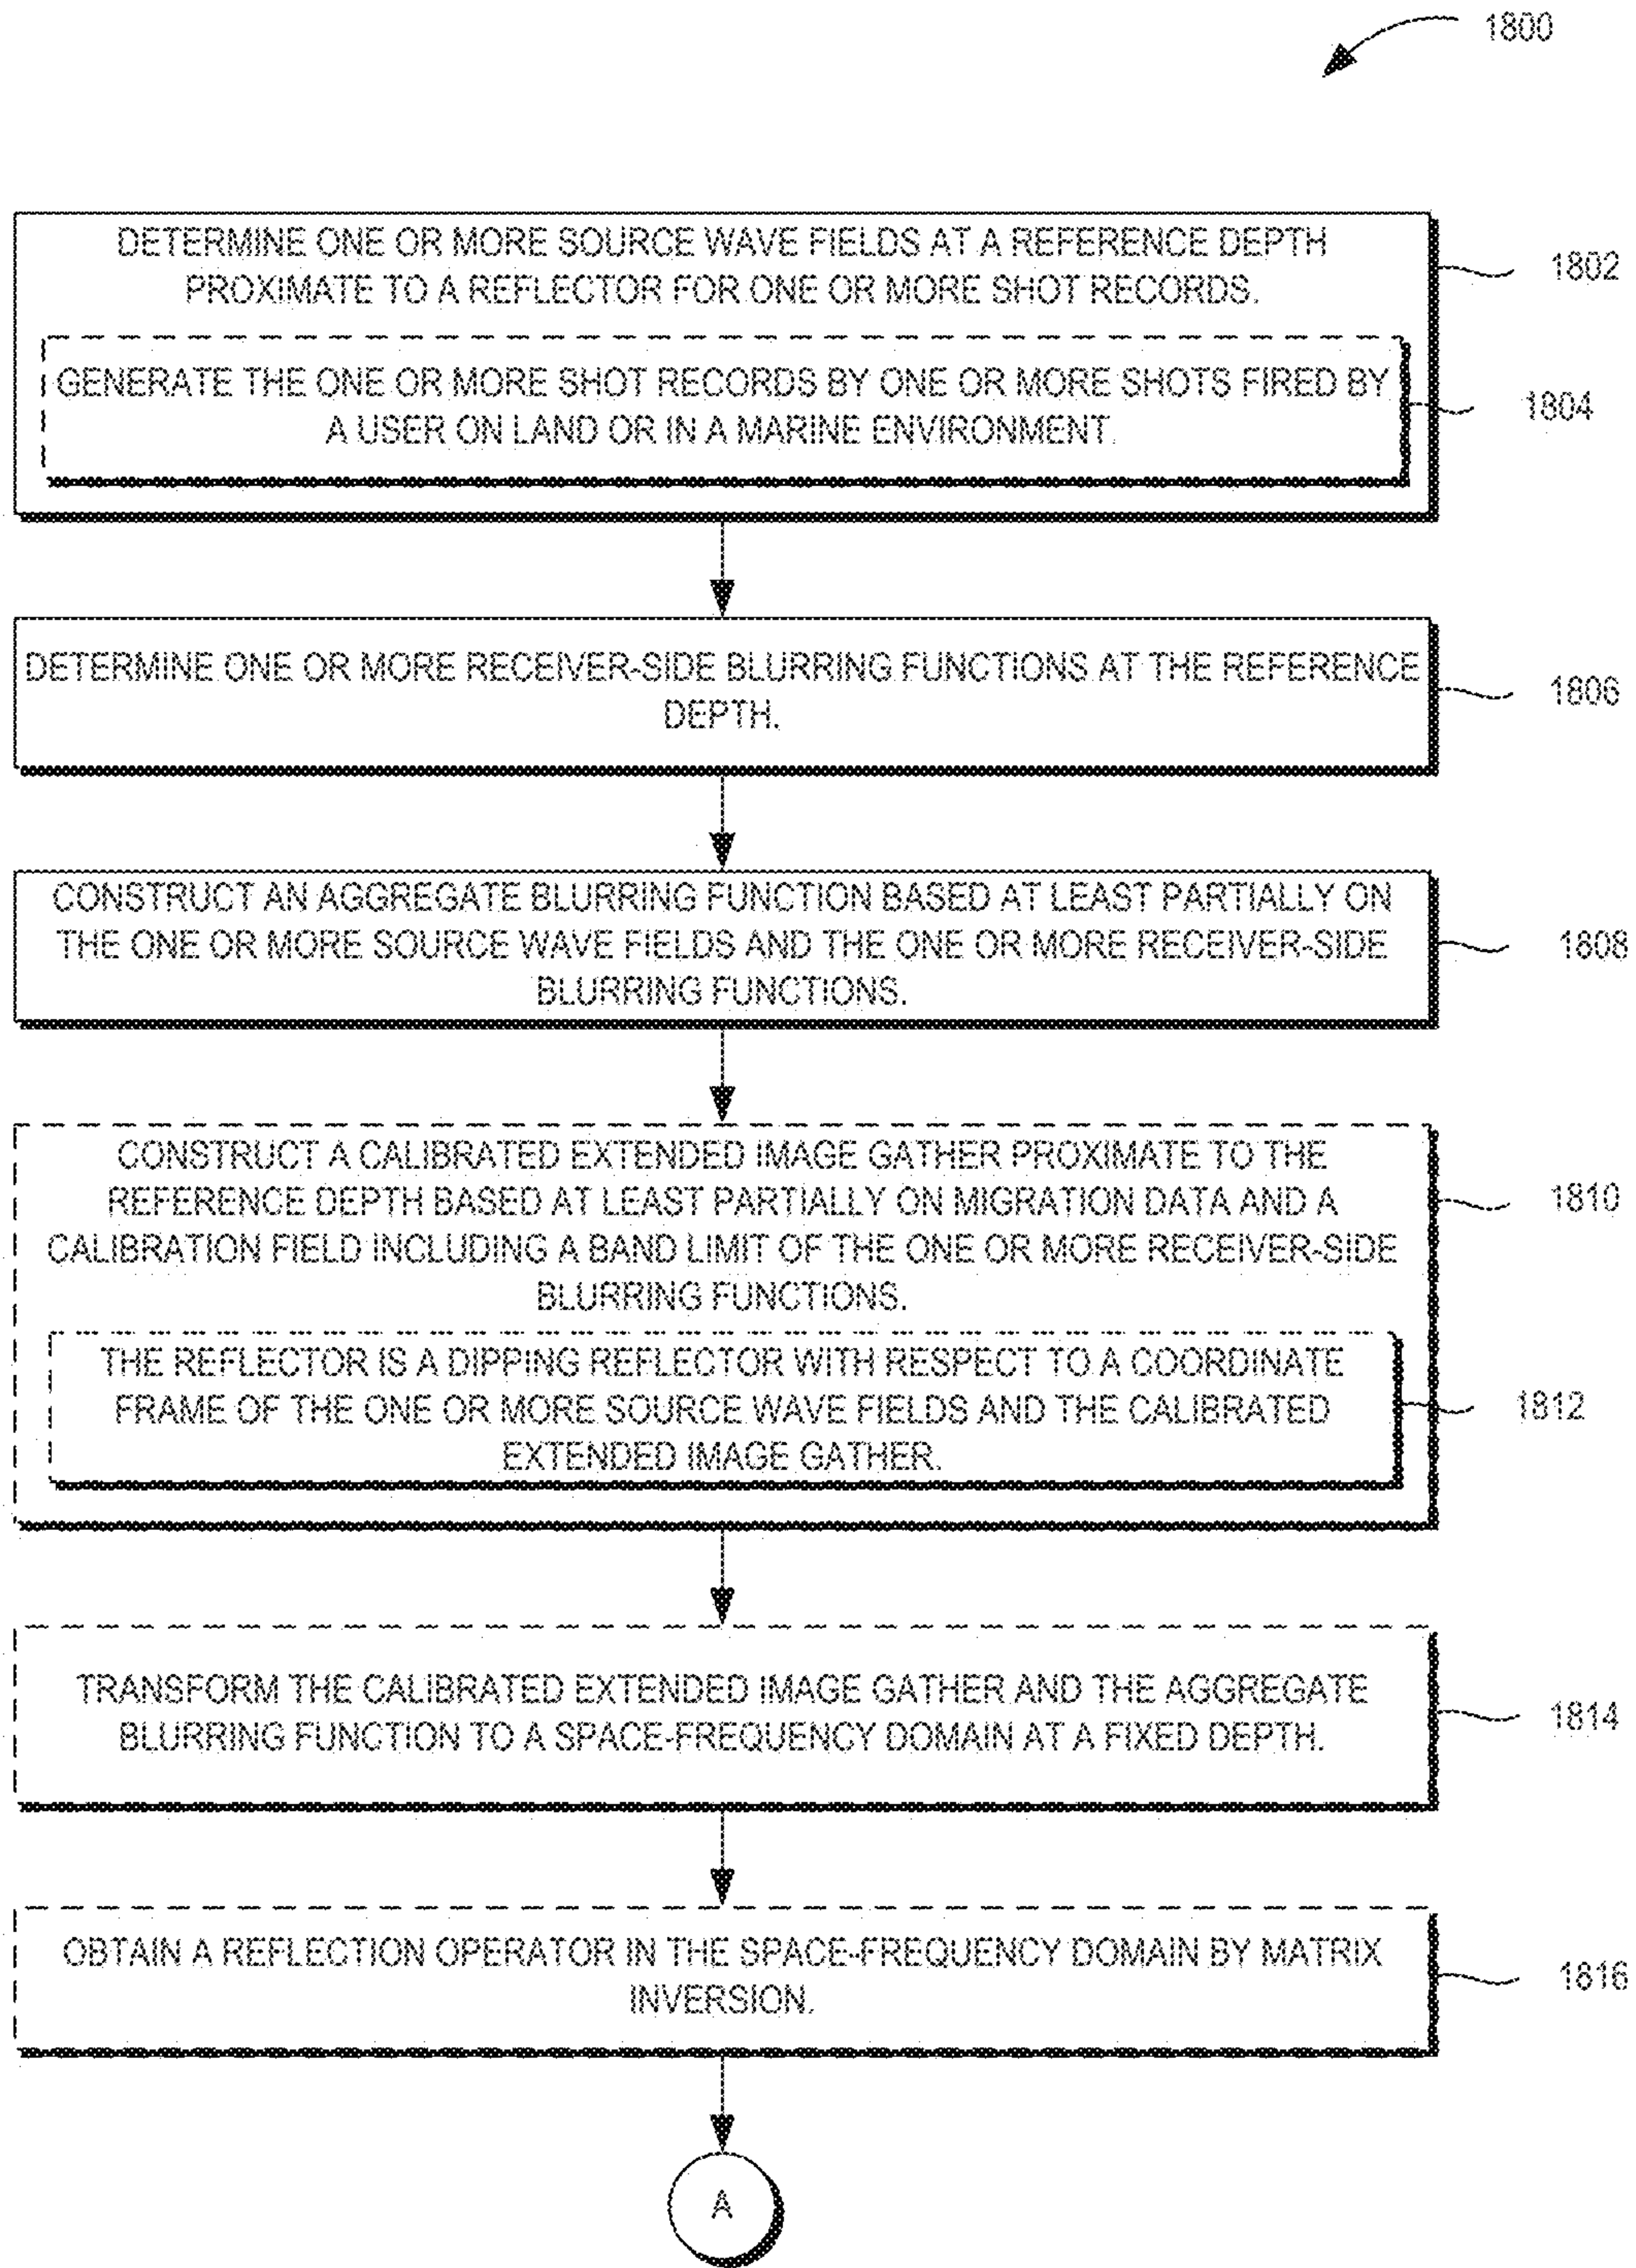 1800
DETERMINE ONE OR MORE SOURCE WAVE FIELDS AT A REFERENCE DEPTH
PROXIMATE TO A REFLECTOR FOR ONE OR MORE SHOT RECORDS.
1802
GENERATE THE ONE OR MORE SHOT RECORDS BY ONE OR MORE SHOTS FIRED BY
A USER ON LAND OR IN A MARINE ENVIRONMENT.
1804
DETERMINE ONE OR MORE RECEIVER-SIDE BLURRING FUNCTIONS AT THE REFERENCE
DEPTH.
1806
CONSTRUCT AN AGGREGATE BLURRING FUNCTION BASED AT LEAST PARTIALLY ON
THE ONE OR MORE SOURCE WAVE FIELDS AND THE ONE OR MORE RECEIVER-SIDE
BLURRING FUNCTIONS.
1808
CONSTRUCT A CALIBRATED EXTENDED IMAGE GATHER PROXIMATE TO THE
REFERENCE DEPTH BASED AT LEAST PARTIALLY ON MIGRATION DATA AND A
CALIBRATION FIELD INCLUDING A BAND LIMIT OF THE ONE OR MORE RECEIVER-SIDE
BLURRING FUNCTIONS.
1810
THE REFLECTOR IS A DIPPING REFLECTOR WITH RESPECT TO A COORDINATE
FRAME OF THE ONE OR MORE SOURCE WAVE FIELDS AND THE CALIBRATED
EXTENDED IMAGE GATHER.
1812
TRANSFORM THE CALIBRATED EXTENDED IMAGE GATHER AND THE AGGREGATE
BLURRING FUNCTION TO A SPACE-FREQUENCY DOMAIN AT A FIXED DEPTH.
1814
OBTAIN A REFLECTION OPERATOR IN THE SPACE-FREQUENCY DOMAIN BY MATRIX
INVERSION.
1816
A